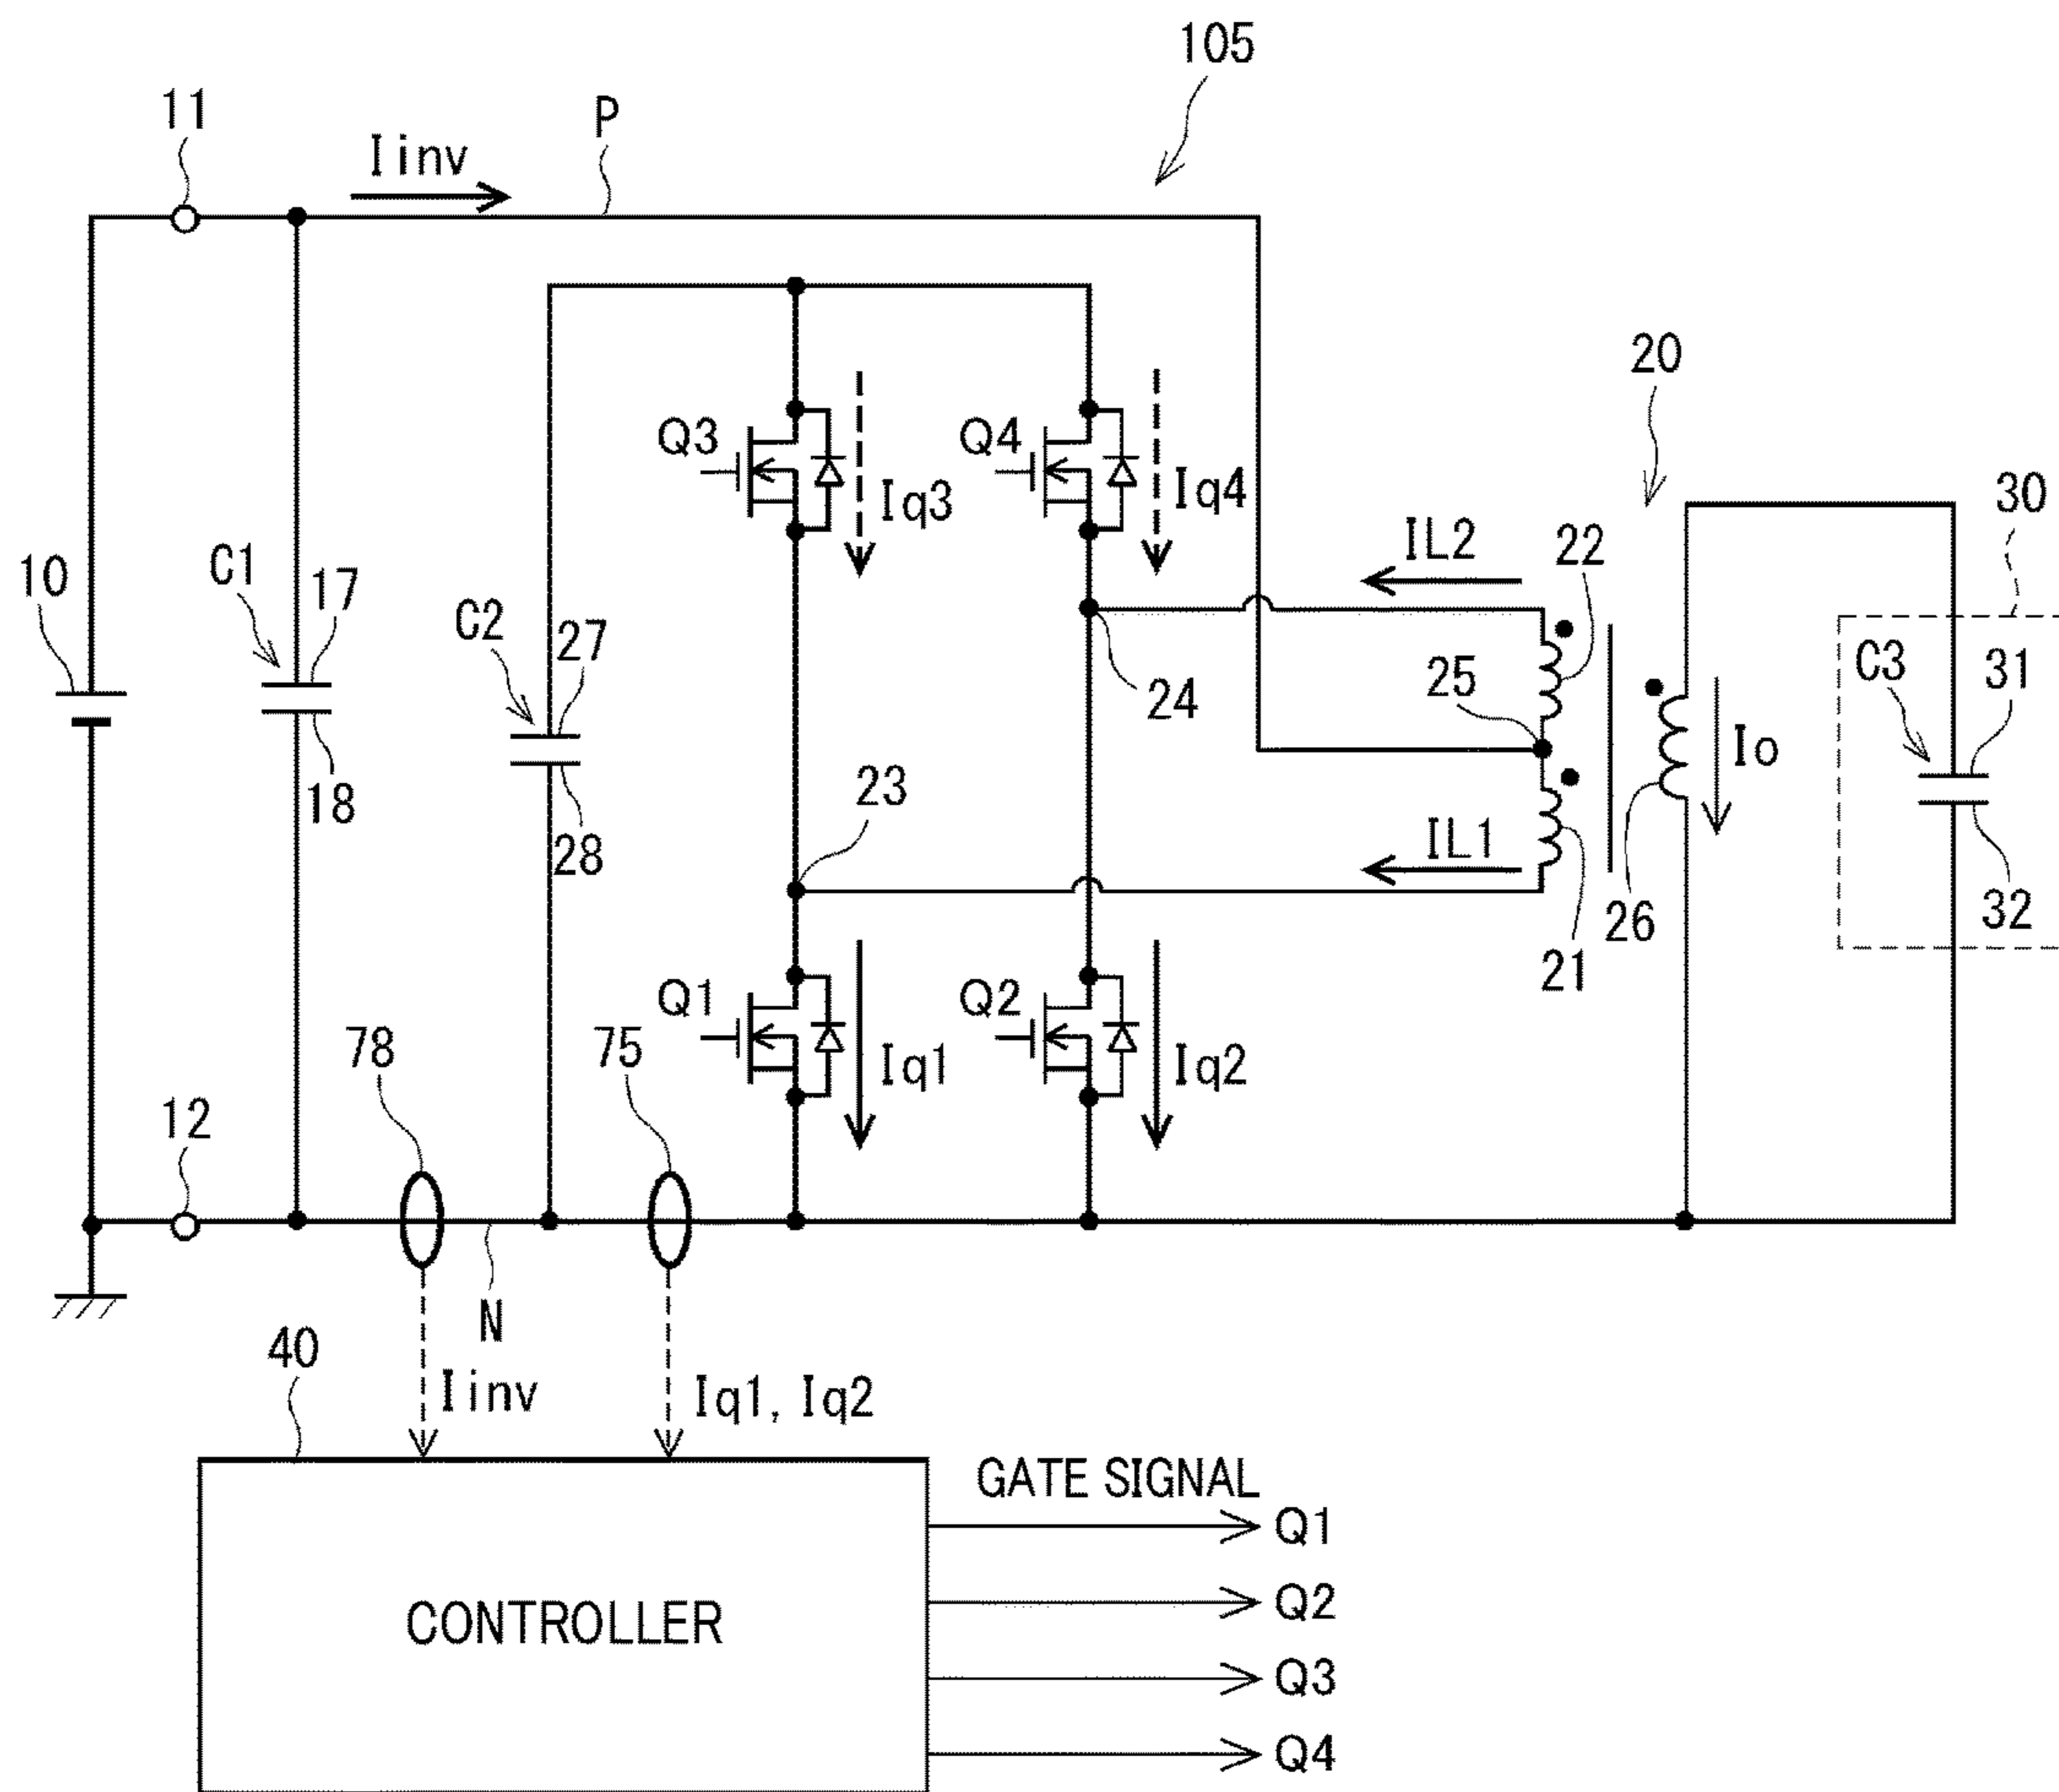 105
11
Iinv
P
20
Q3
Q4
Iq3
Iq4
30
IL2
22
10
C1
17
C2
27
25
C3
31
24
Io
18
23
28
IL1
26
32
21
Q1
Q2
78
75
Iq1
Iq2
12
N
40
Iinv
Iq1, Iq2
GATE SIGNAL
Q1
CONTROLLER
Q2
Q3
Q4